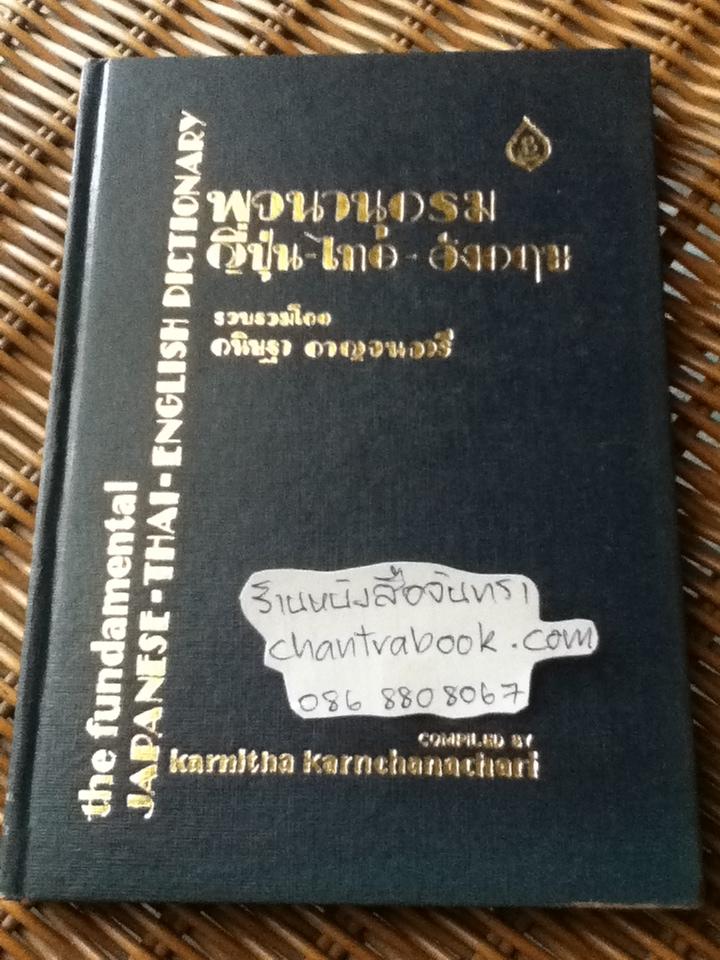 the fundamental
JAPANESE-THAI-ENGLISH DICTIONARY
พจนานุกรม
ญี่ปุ่น-ไทย-อังกฤษ
รวบรวมโดย
กนิษฐา กาญจนจารี
ร้านหนังสือจันทรา
chantrabook.com
086 8808067
COMPILED BY
karnitha karnchanachari